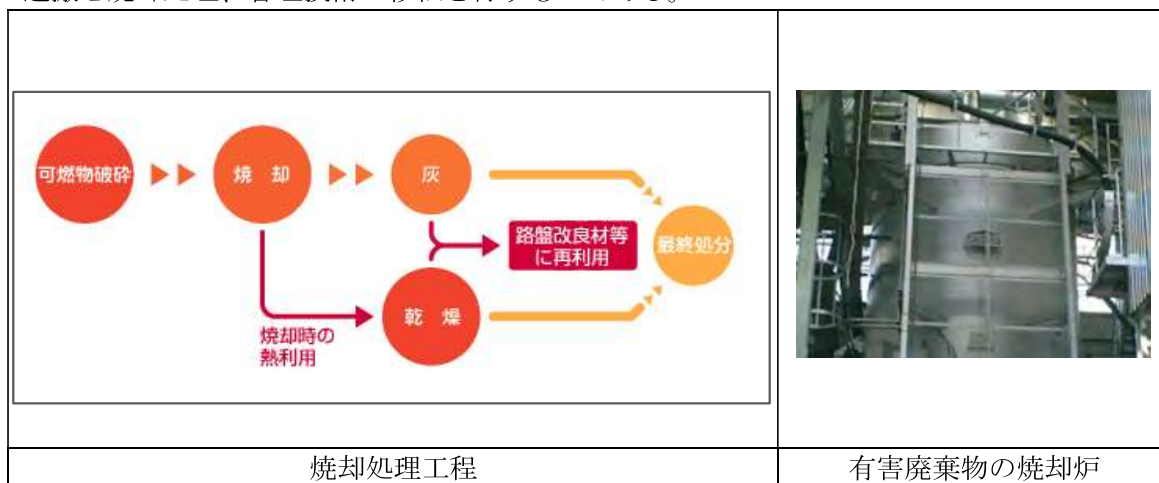 可燃物破砕
焼 却
灰
路盤改良材等
に再利用
最終処分
乾 燥
焼却時の
熱利用
焼却処理工程
有害廃棄物の焼却炉